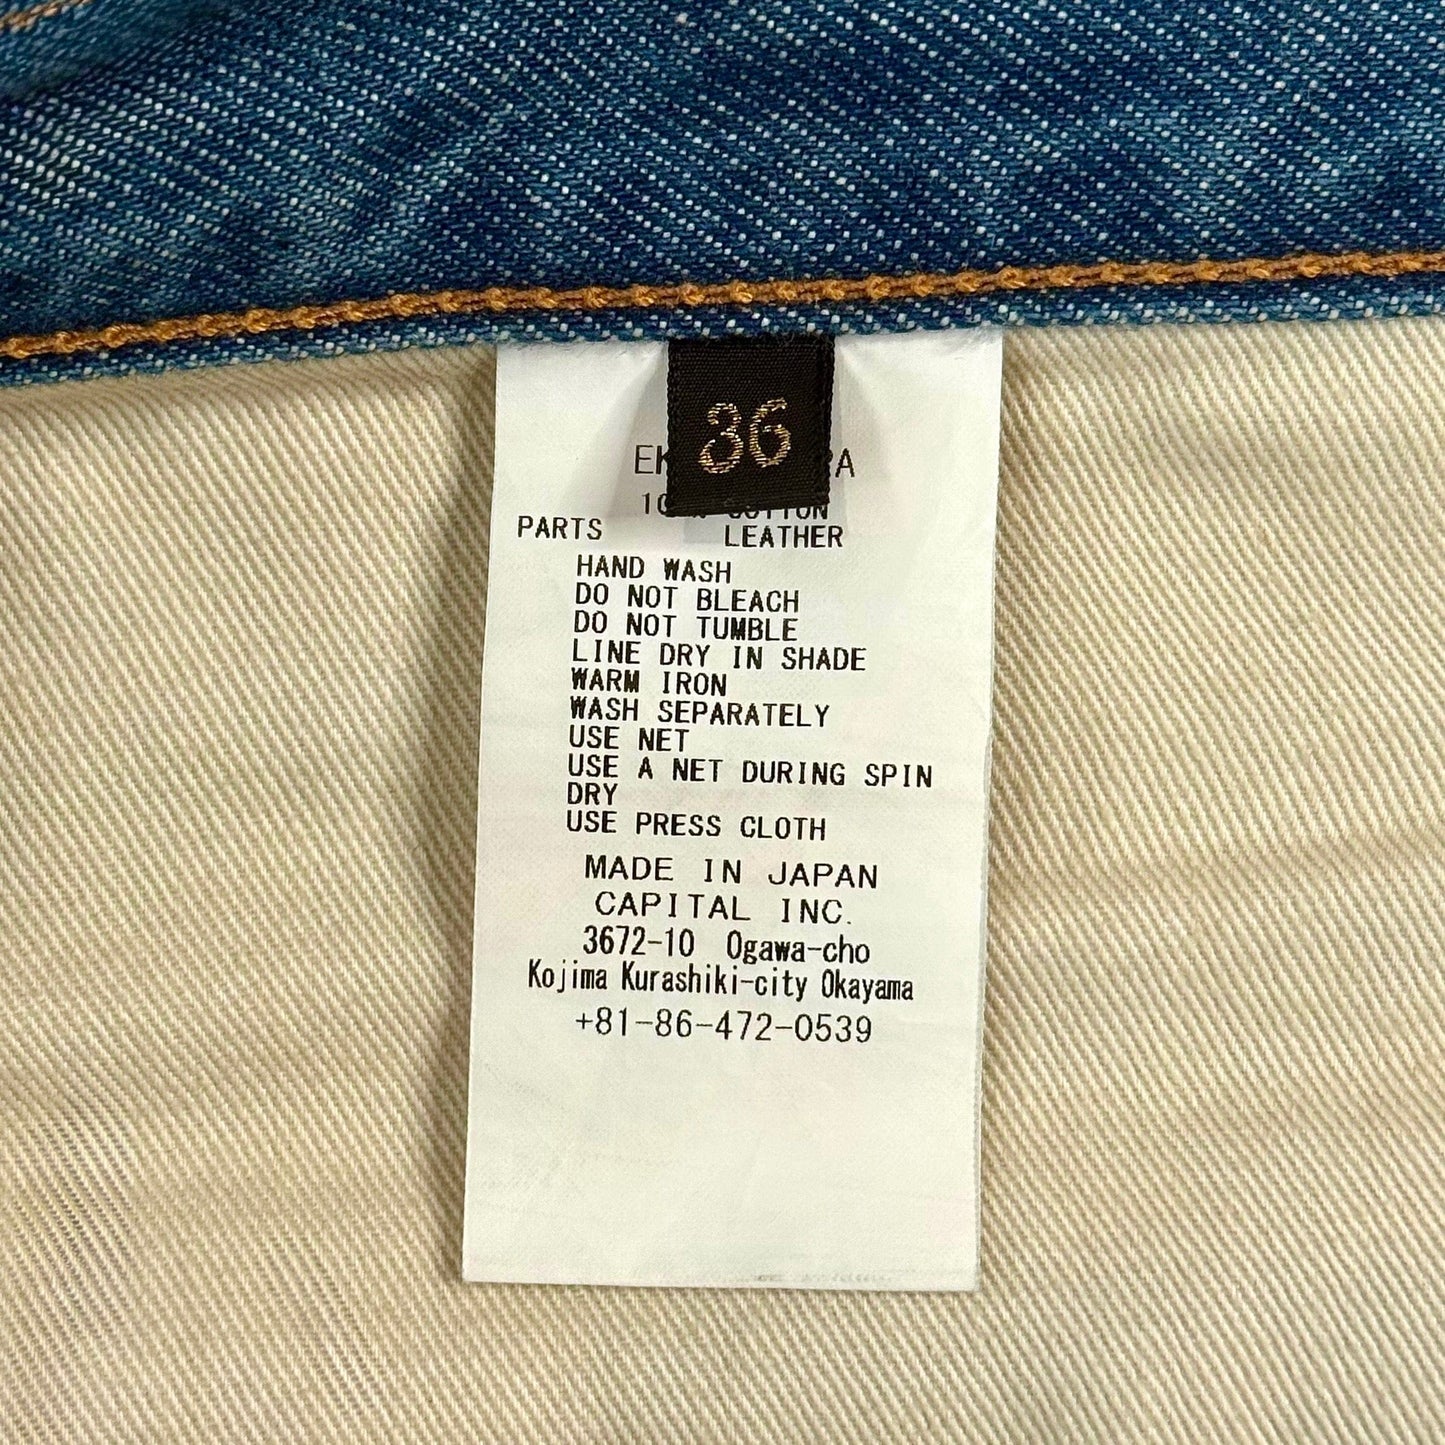 36
COTTON
PARTS LEATHER
HAND WASH
DO NOT BLEACH
DO NOT TUMBLE
LINE DRY IN SHADE
WARM IRON
WASH SEPARATELY
USE NET
USE A NET DURING SPIN
DRY
USE PRESS CLOTH
MADE IN JAPAN
CAPITAL INC.
3672-10 Ogawa-cho
Kojima Kurashiki-city Okayama
+81-86-472-0539